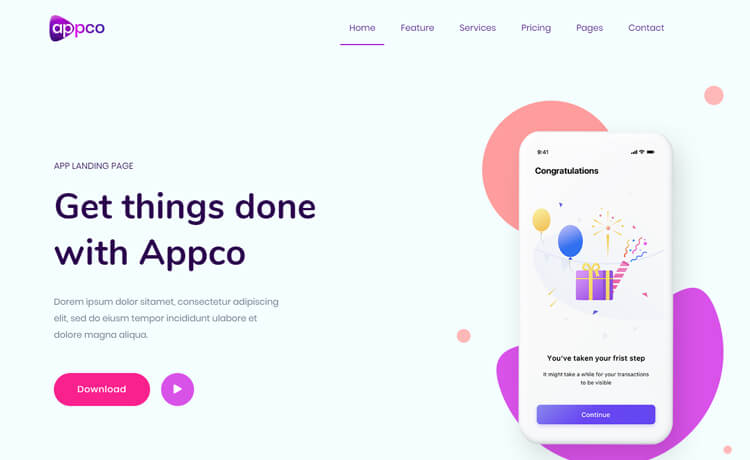 appco
Home Feature Services Pricing Pages Contact
APP LANDING PAGE
Get things done
with Appco
Dorem ipsum dolor sitamet, consectetur adipiscing
elit, sed do eiusm tempor incididunt ulabore et
dolore magna aliqua.
Download
9:41
Congratulations
You've taken your frist step
It might take a while for your transactions
to be visible
Continue